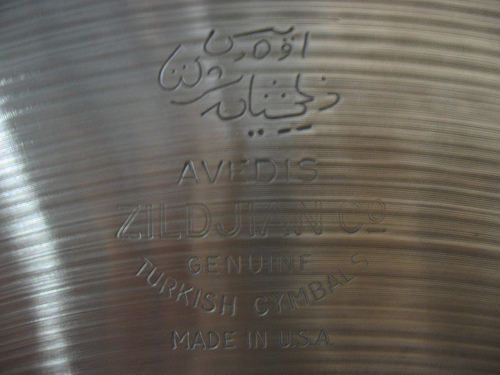 AVEDIS
ZILDJIAN CO
GENUINE
TURKISH CYMBALS
MADE IN U.S.A.